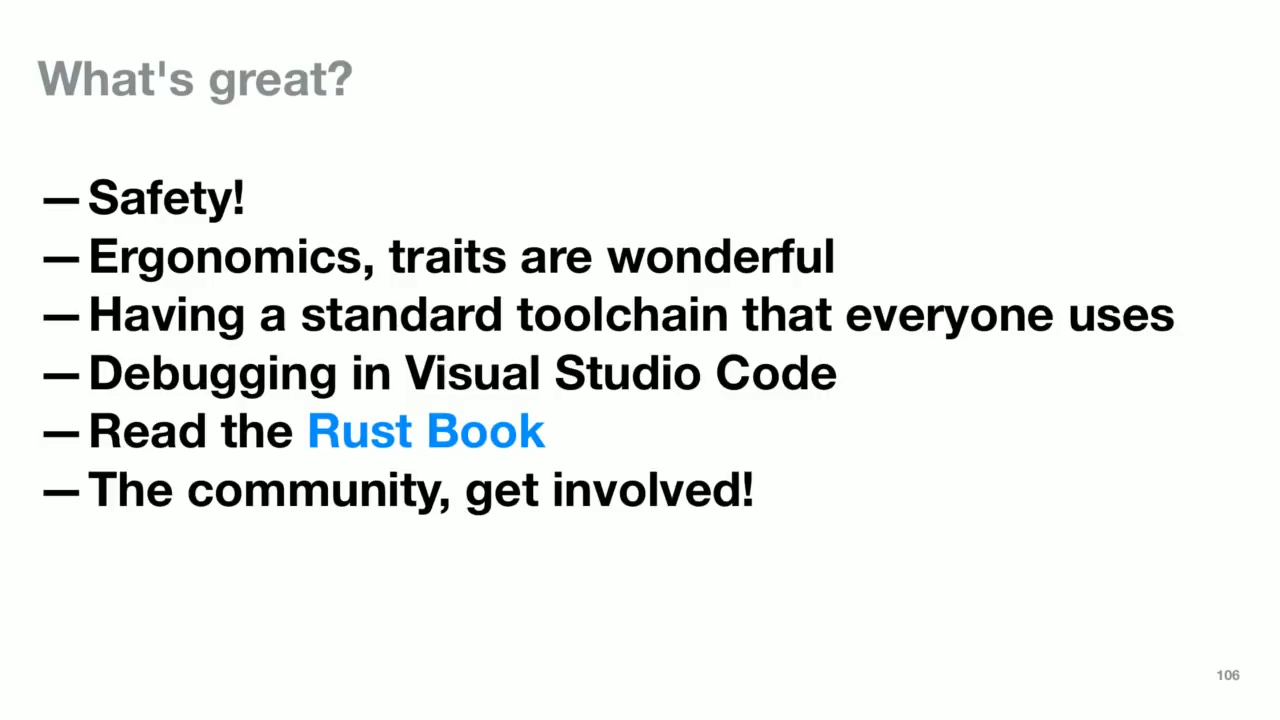 What's great?
—Safety!
—Ergonomics, traits are wonderful
—Having a standard toolchain that everyone uses
—Debugging in Visual Studio Code
—Read the Rust Book
—The community, get involved!
106